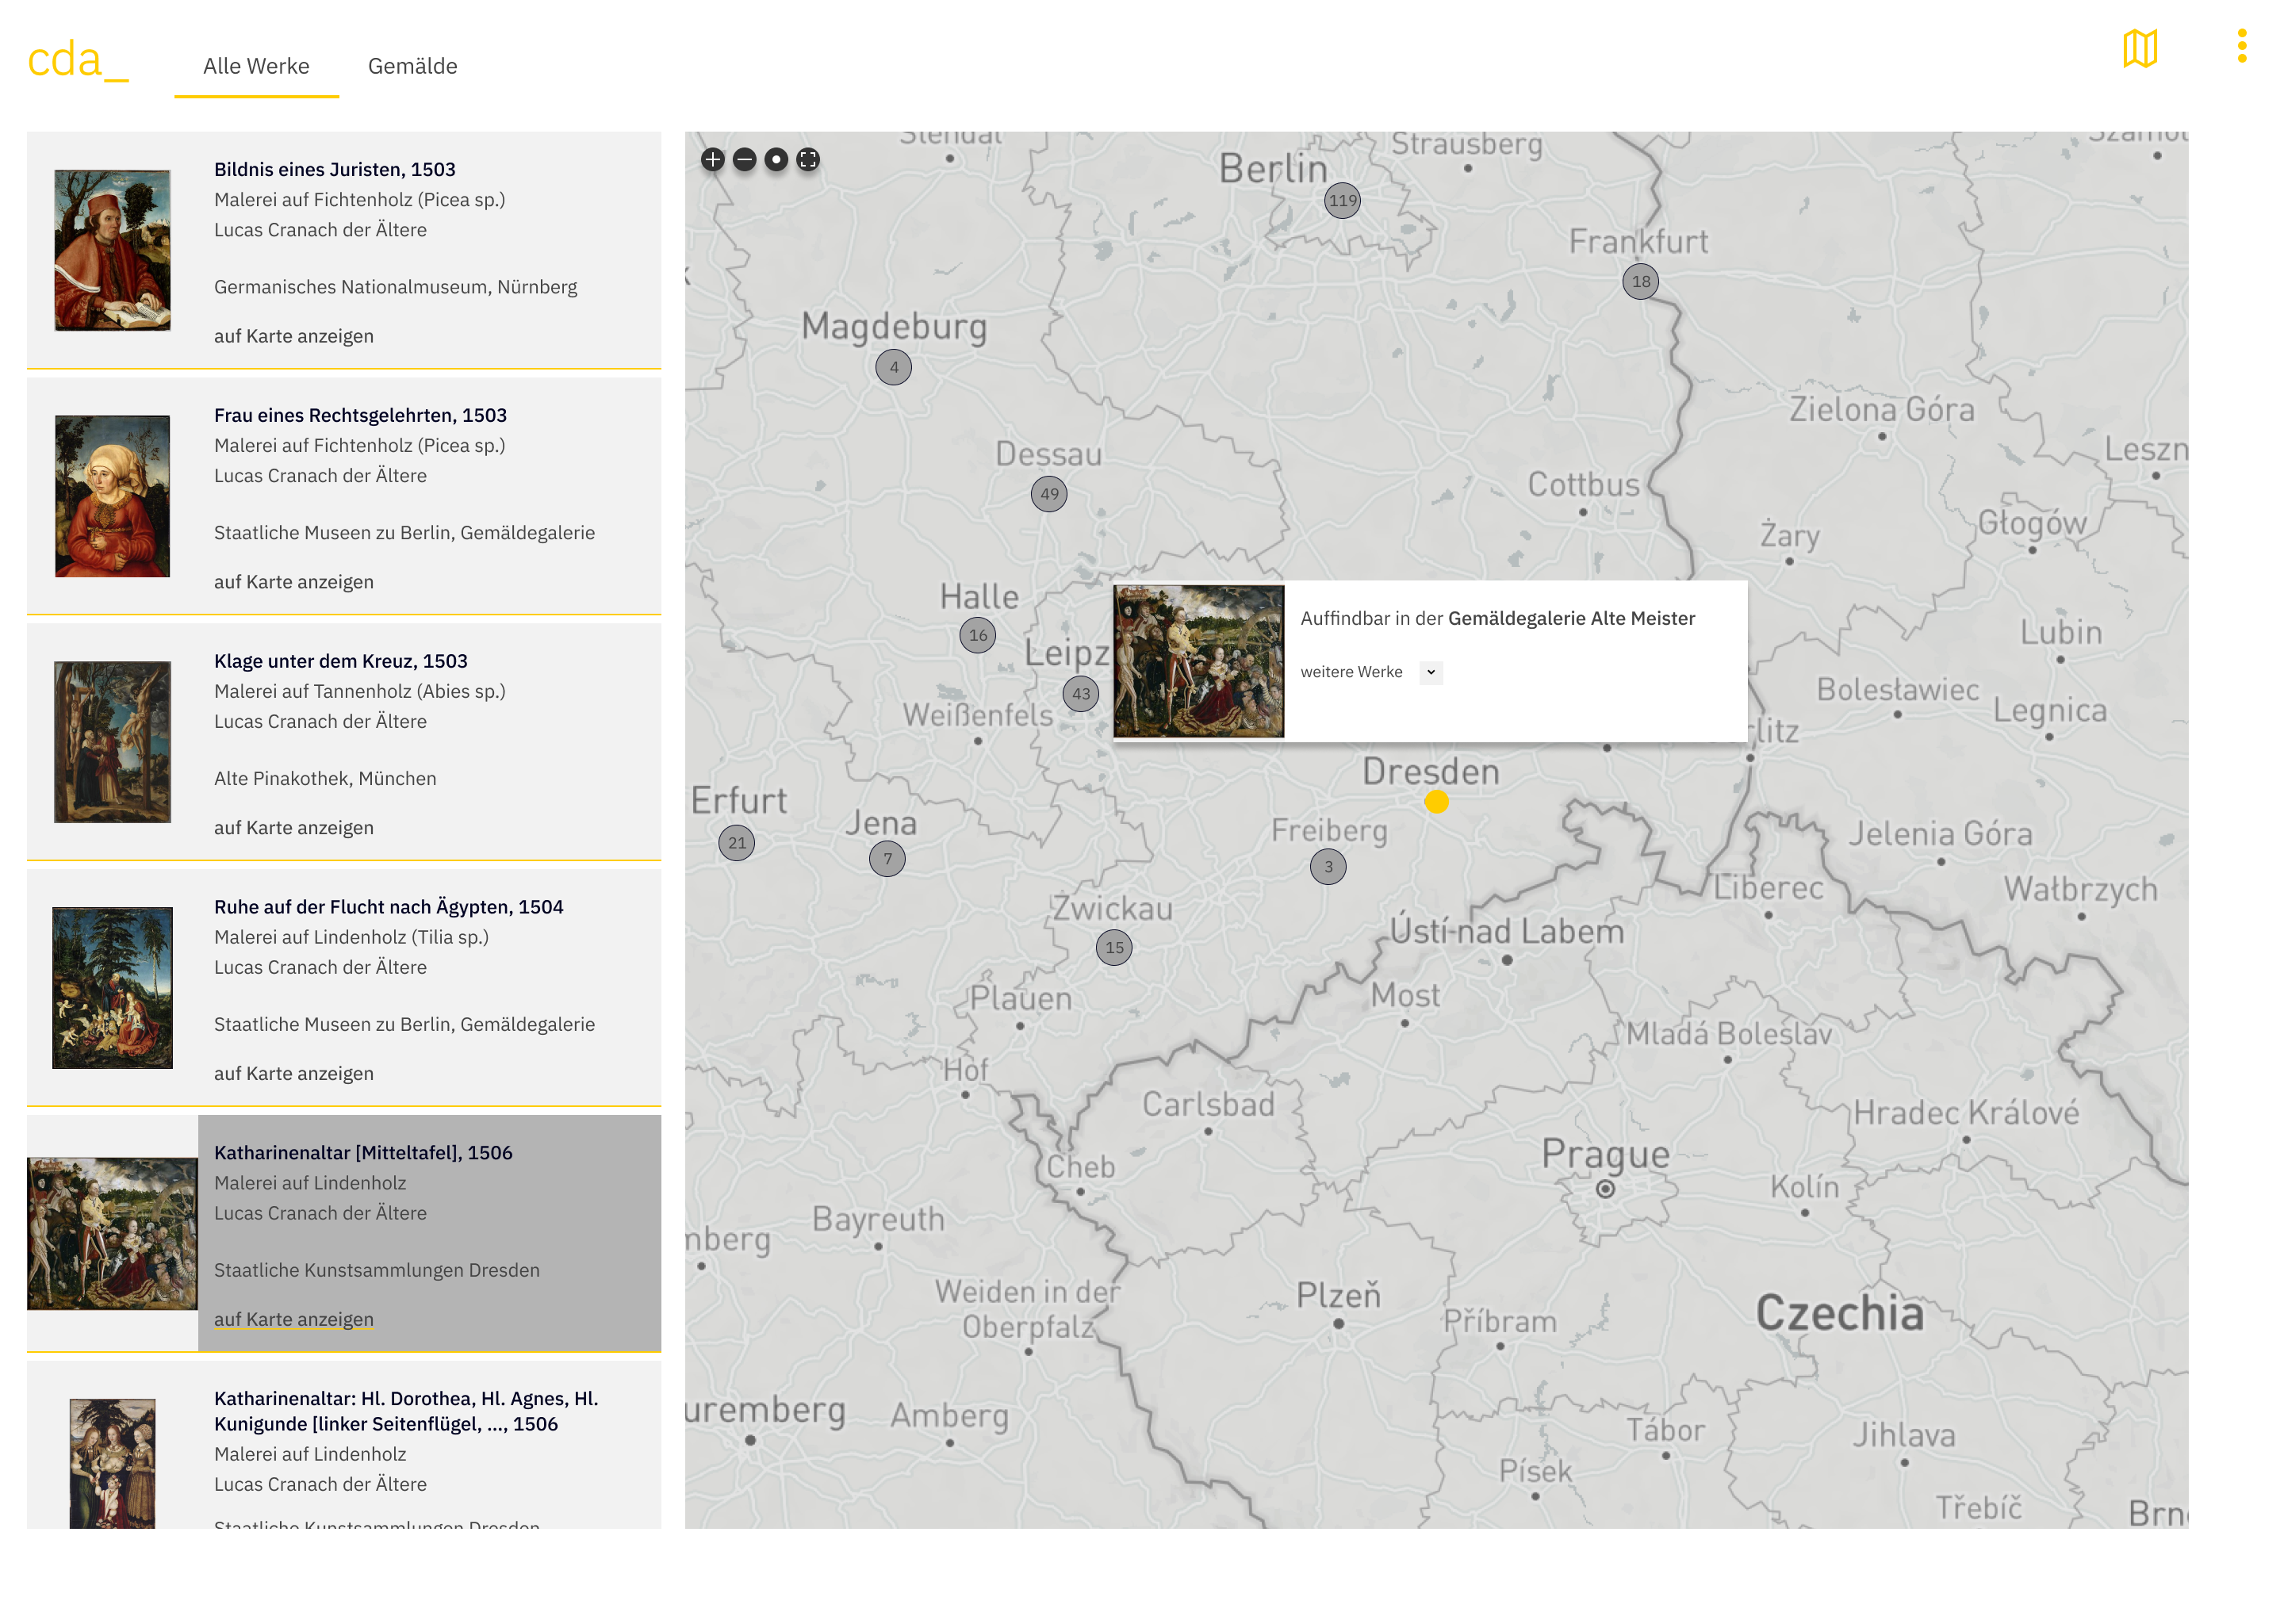 cda_
Alle Werke
Gemälde
Bildnis eines Juristen, 1503
Malerei auf Fichtenholz (Picea sp.)
Lucas Cranach der Ältere
Germanisches Nationalmuseum, Nürnberg
auf Karte anzeigen
Frau eines Rechtsgelehrten, 1503
Malerei auf Fichtenholz (Picea sp.)
Lucas Cranach der Ältere
Staatliche Museen zu Berlin, Gemäldegalerie
auf Karte anzeigen
Klage unter dem Kreuz, 1503
Malerei auf Tannenholz (Abies sp.)
Lucas Cranach der Ältere
Alte Pinakothek, München
auf Karte anzeigen
Ruhe auf der Flucht nach Ägypten, 1504
Malerei auf Lindenholz (Tilia sp.)
Lucas Cranach der Ältere
Staatliche Museen zu Berlin, Gemäldegalerie
auf Karte anzeigen
Katharinenaltar [Mitteltafel], 1506
Malerei auf Lindenholz
Lucas Cranach der Ältere
Staatliche Kunstsammlungen Dresden
auf Karte anzeigen
Katharinenaltar: Hl. Dorothea, Hl. Agnes, Hl.
Kunigunde [linker Seitenflügel, ..., 1506
Malerei auf Lindenholz
Lucas Cranach der Ältere
Staatliche Kunstsammlungen Dresden
Stendal
Strausberg
Berlin
119
Frankfurt
18
Magdeburg
4
Zielona Góra
Leszn
Dessau
49
Cottbus
Żary
Głogów
Halle
16
Leipz
43
Auffindbar in der Gemäldegalerie Alte Meister
weitere Werke
Lubin
Bolesławiec
Legnica
Weißenfels
rlitz
Dresden
Erfurt
21
Jena
7
Freiberg
3
Jelenia Góra
Liberec
Wałbrzych
Zwickau
15
Ústí nad Labem
Plauen
Most
Mladá Boleslav
Hof
Carlsbad
Hradec Králové
Cheb
Prague
Kolín
Bayreuth
mberg
Weiden in der
Oberpfalz
Plzeň
Příbram
Czechia
uremberg
Amberg
Tábor
Jihlava
Písek
Třebíč
Brn